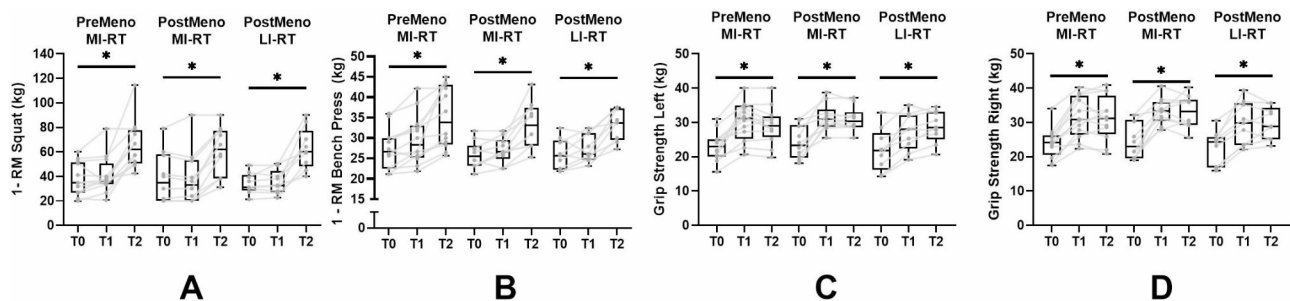 PreMeno PostMeno PostMeno
MI-RT MI-RT LI-RT
1- RM Squat (kg)
140
120
100
80
60
40
20
0
*
*
*
T0 T1 T2 T0 T1 T2 T0 T1 T2
A
PreMeno PostMeno PostMeno
MI-RT MI-RT LI-RT
1 - RM Bench Press (kg)
50
45
40
35
30
25
20
15
0
*
*
*
T0 T1 T2 T0 T1 T2 T0 T1 T2
B
PreMeno PostMeno PostMeno
MI-RT MI-RT LI-RT
Grip Strength Left (kg)
50
40
30
20
10
0
*
*
*
T0 T1 T2 T0 T1 T2 T0 T1 T2
C
PreMeno PostMeno PostMeno
MI-RT MI-RT LI-RT
Grip Strength Right (kg)
50
40
30
20
10
0
*
*
*
T0 T1 T2 T0 T1 T2 T0 T1 T2
D